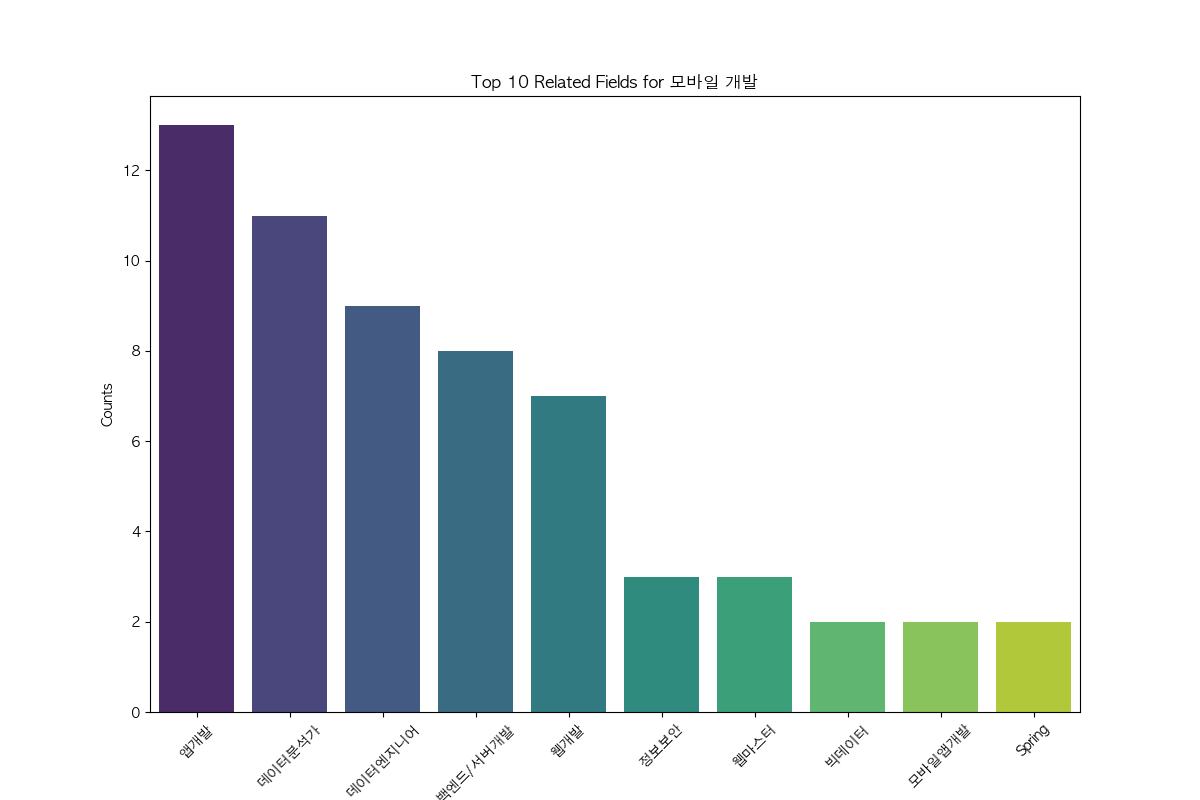 Top 10 Related Fields for 모바일 개발
Counts
12
10
8
6
4
2
0
앱개발
데이터분석가
데이터엔지니어
백엔드/서버개발
웹개발
정보보안
웹마스터
빅데이터
모바일앱개발
Spring